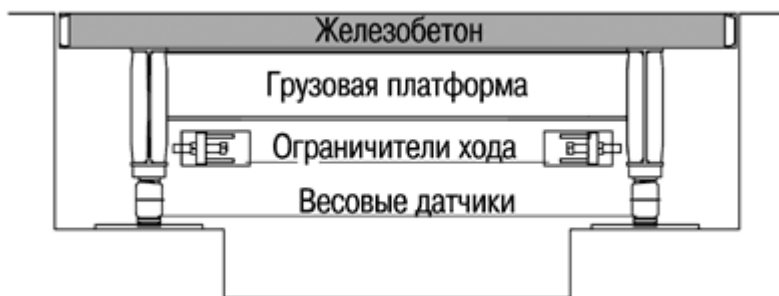 Железобетон
Грузовая платформа
Ограничители хода
Весовые датчики